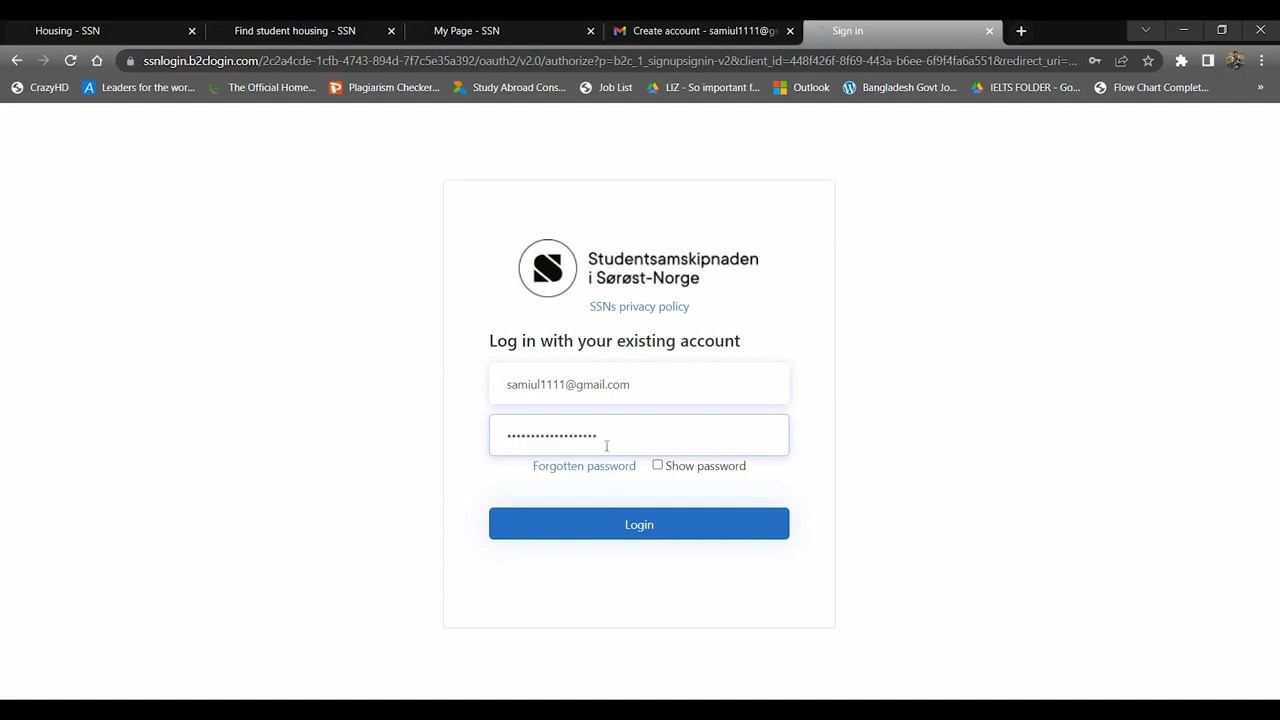 Housing - SSN
Find student housing - SSN
My Page - SSN
Create account - samiul1111@gm
Sign in
ssnlogin.b2clogin.com/2c2a4cde-1cfb-4743-894d-7f7c5e35a392/oauth2/v2.0/authorize?p=b2c_1_signupsignin-v2&client_id=448f426f-8f69-443a-b6ee-6f9f4fa6a551&redirect_uri=...
CrazyHD
Leaders for the wor...
The Official Home...
Plagiarism Checker...
Study Abroad Cons...
Job List
LIZ - So important f...
Outlook
Bangladesh Govt Jo...
IELTS FOLDER - Go...
Flow Chart Complet...
»
Studentsamskipnaden
i Sørøst-Norge
SSNs privacy policy
Log in with your existing account
samiul1111@gmail.com
Forgotten password
Show password
Login